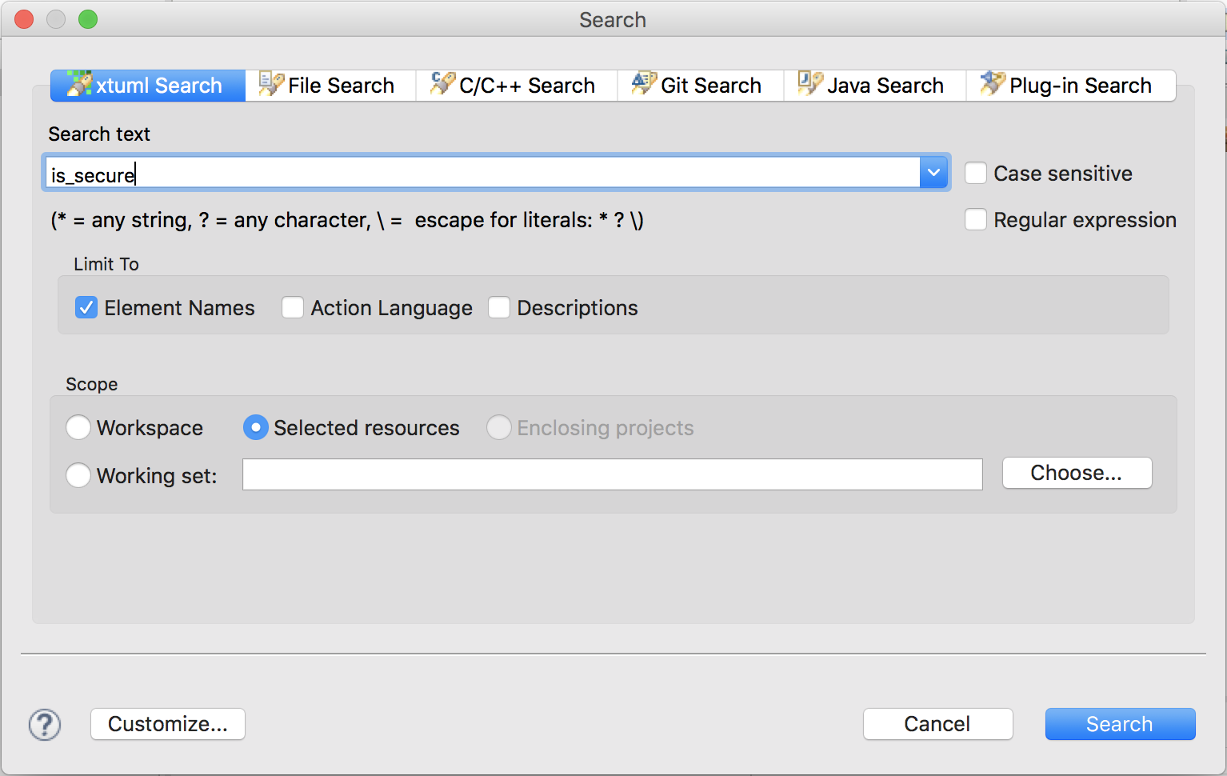 Search
xtuml Search File Search C/C++ Search Git Search Java Search Plug-in Search
Search text
is_secure Case sensitive
(* = any string, ? = any character, \ =  escape for literals: * ? \) Regular expression
Limit To
Element Names Action Language Descriptions
Scope
Workspace Selected resources Enclosing projects
Working set: Choose...
? Customize... Cancel Search